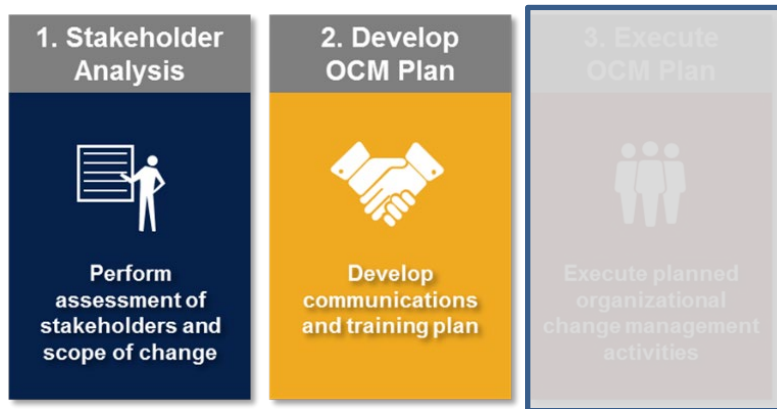 1. Stakeholder
Analysis
Perform
assessment of
stakeholders and
scope of change
2. Develop
OCM Plan
Develop
communications
and training plan
3. Execute
OCM Plan
Execute planned
organizational
change management
activities